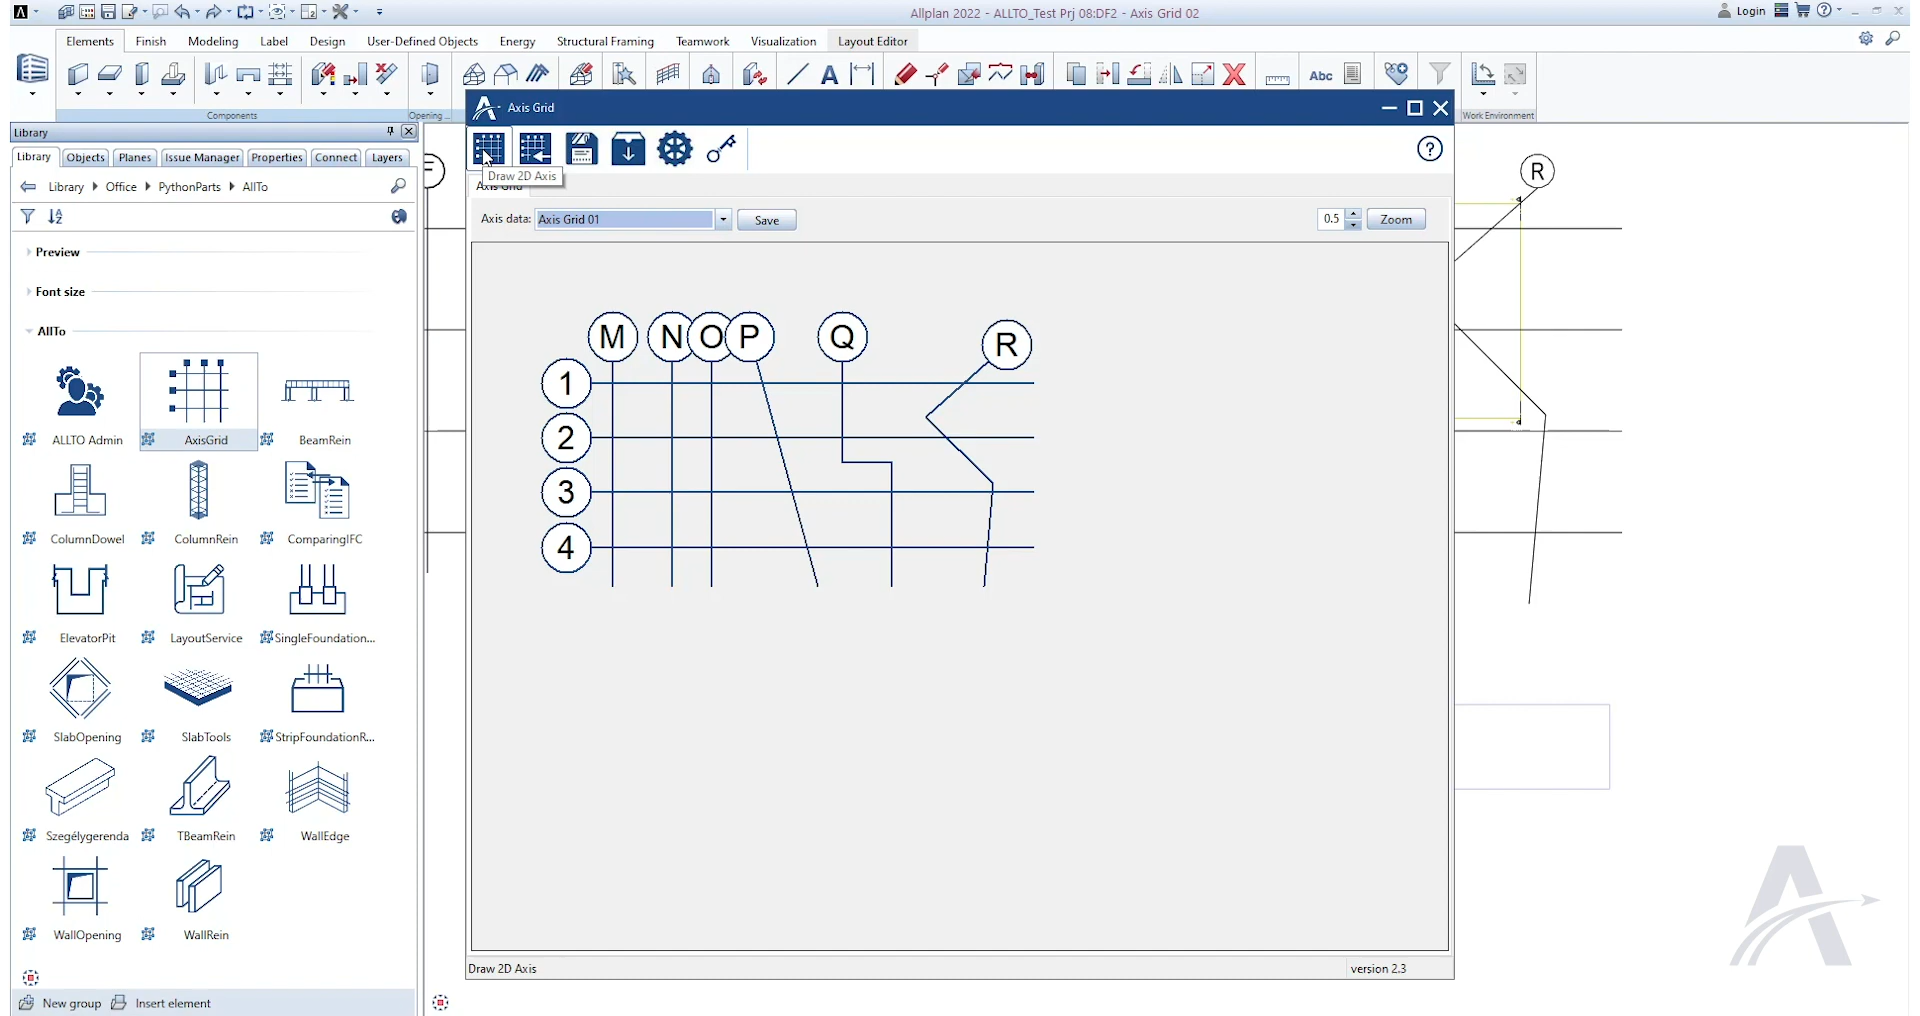 Allplan 2022 - ALLTO_Test Prj 08:DF2 - Axis Grid 02
Login
2
Elements Finish Modeling Label Design User-Defined Objects Energy Structural Framing Teamwork Visualization Layout Editor
A Abc
Components Opening ... Work Environment
Axis Grid
Library
Library Objects Planes Issue Manager Properties Connect Layers
Draw 2D Axis
Library Office PythonParts AllTo
Axis Grid
Axis data: Axis Grid 01 Save 0.5 Zoom
Preview
Font size
AllTo
ALLTO Admin AxisGrid BeamRein
ColumnDowel ColumnRein ComparingIFC
ElevatorPit LayoutService SingleFoundation...
SlabOpening SlabTools StripFoundationR...
Szegélygerenda TBeamRein WallEdge
WallOpening WallRein
New group Insert element
M N O P Q R
1
2
3
4
R
Draw 2D Axis version 2.3